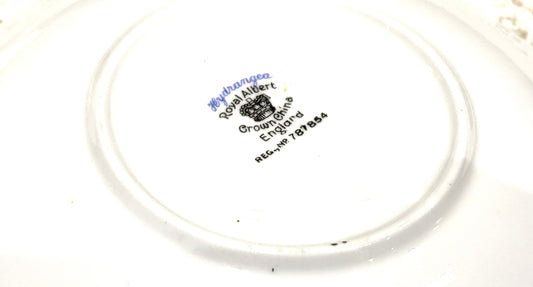 Hydrangea
Royal Albert
Crown China
England
REG., Nº. 787854